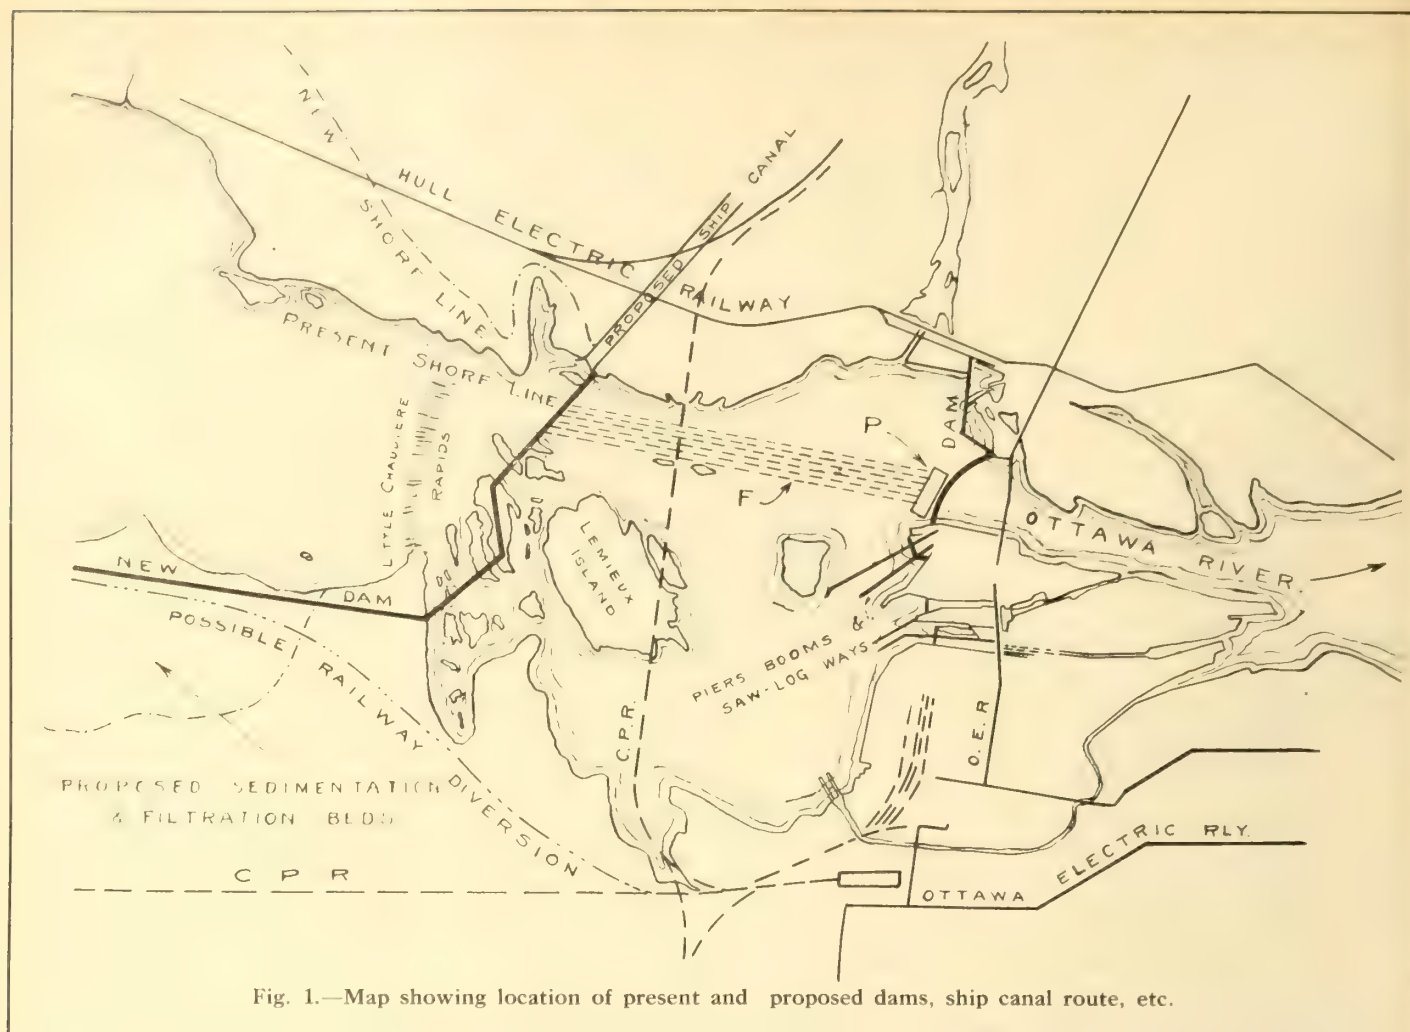 NEW
SHORE LINE
HULL ELECTRIC RAILWAY
PROPOSED SHIP CANAL
PRESENT SHORE LINE
LITTLE CHAUDIERE
RAPIDS
DAM
P
F
OTTAWA RIVER
LEMIEUX
ISLAND
NEW DAM
POSSIBLE RAILWAY DIVERSION
PIERS BOOMS &
SAW-LOG WAYS
C.P.R.
O.E.R
PROPOSED SEDIMENTATION
& FILTRATION BEDS
C P R
OTTAWA ELECTRIC RLY.
Fig. 1.—Map showing location of present and proposed dams, ship canal route, etc.